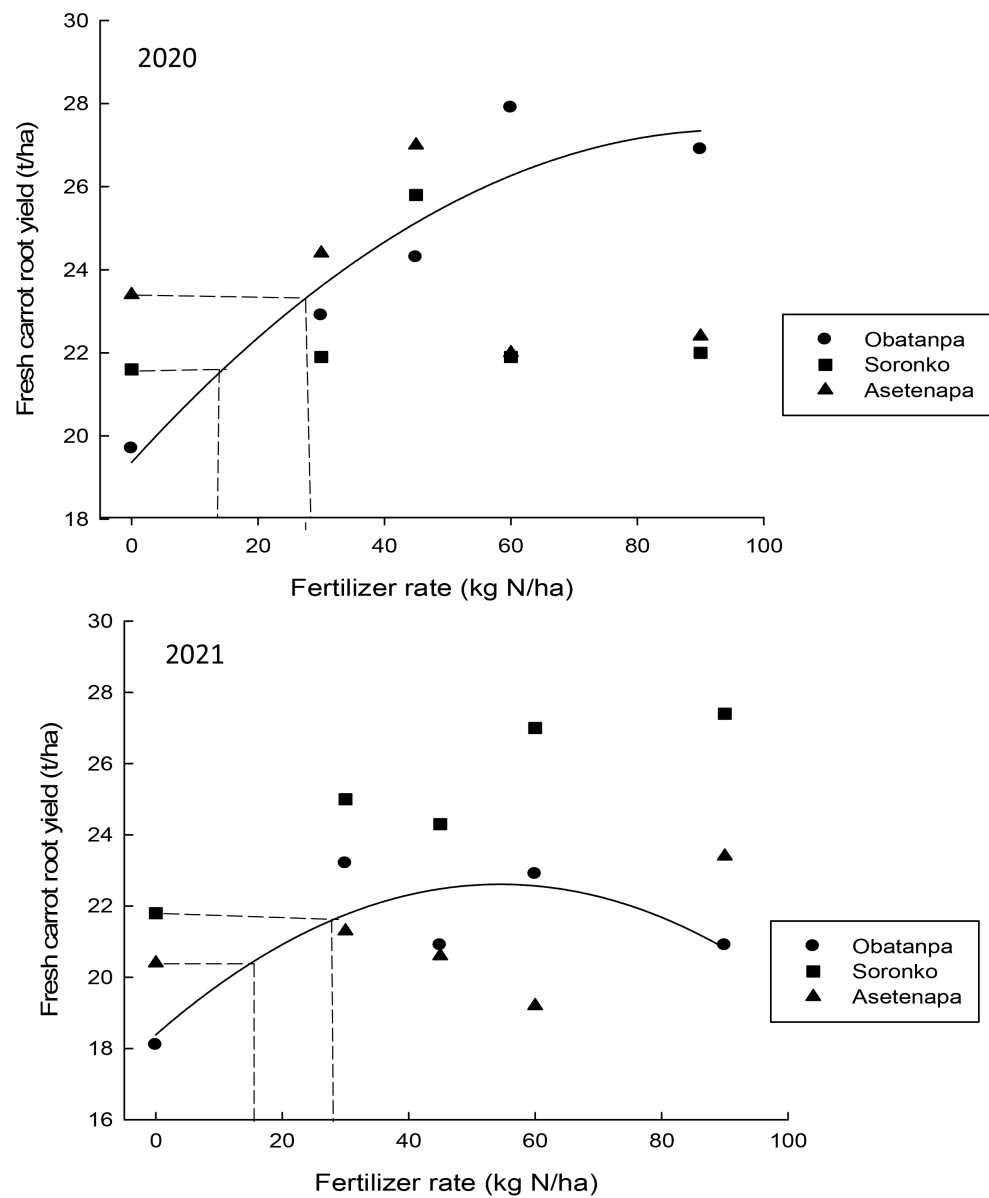 2020
Fresh carrot root yield (t/ha)
30
28
26
24
22
20
18
0 20 40 60 80 100
Fertilizer rate (kg N/ha)
Obatanpa
Soronko
Asetenapa
2021
Fresh carrot root yield (t/ha)
30
28
26
24
22
20
18
16
0 20 40 60 80 100
Fertilizer rate (kg N/ha)
Obatanpa
Soronko
Asetenapa